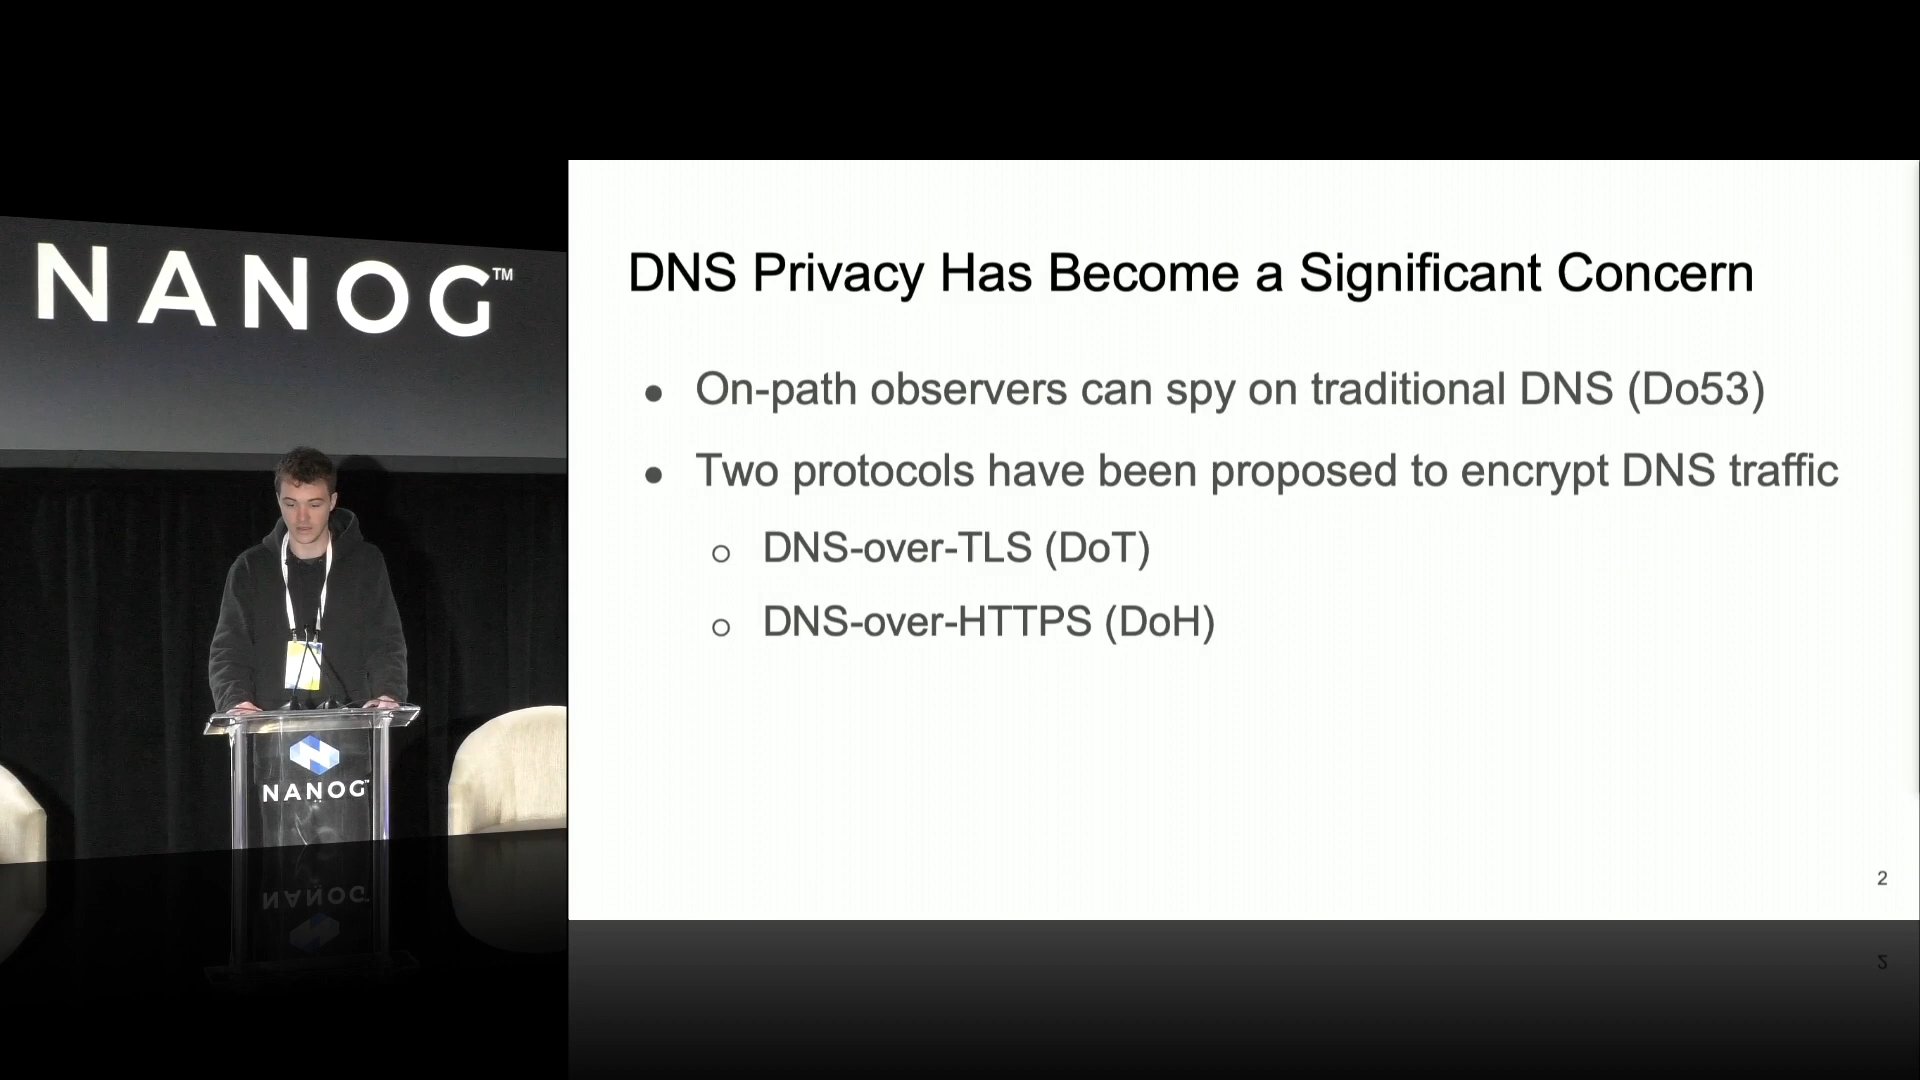 NANOG™
DNS Privacy Has Become a Significant Concern
● On-path observers can spy on traditional DNS (Do53)
● Two protocols have been proposed to encrypt DNS traffic
○ DNS-over-TLS (DoT)
○ DNS-over-HTTPS (DoH)
NANOG™
2